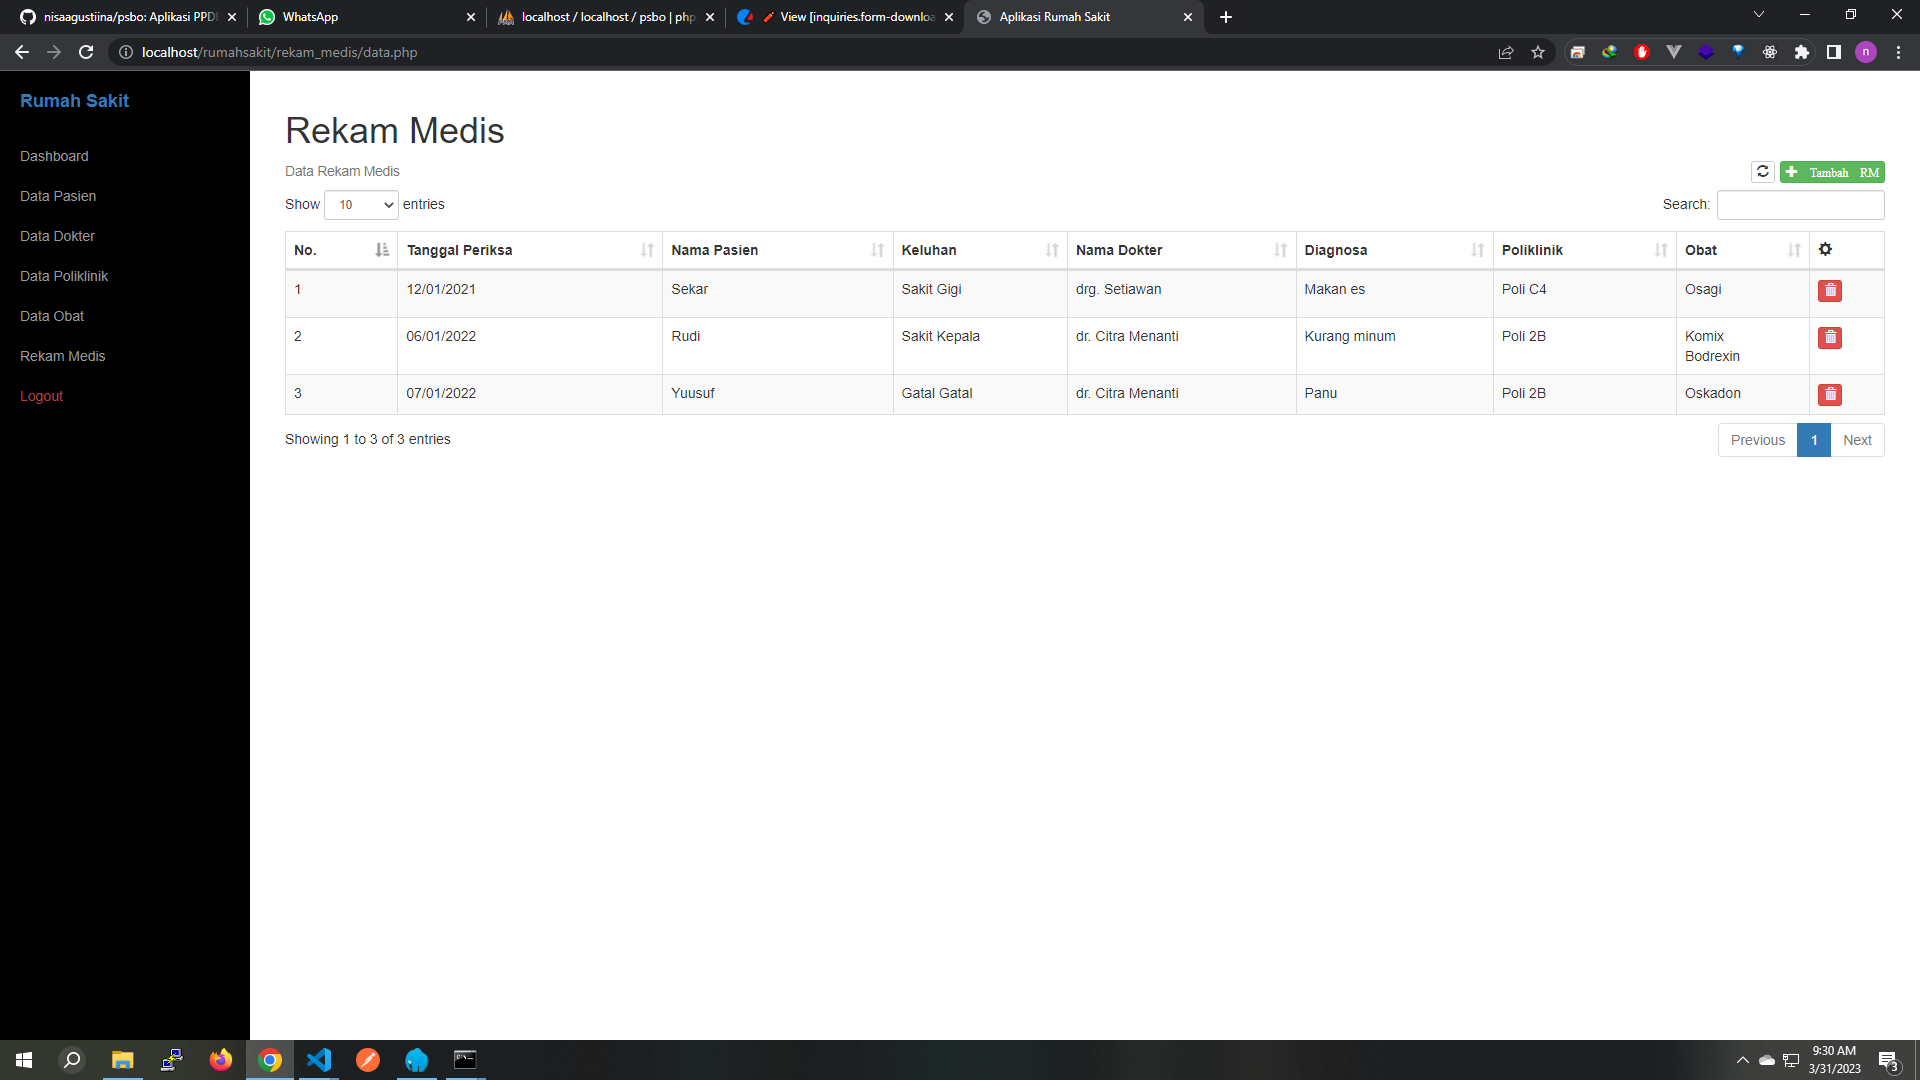 nisaagustiina/psbo: Aplikasi PPDB
WhatsApp
localhost / localhost / psbo | php
View [inquiries.form-downloa
Aplikasi Rumah Sakit
localhost/rumahsakit/rekam_medis/data.php
n
Rumah Sakit
Dashboard
Data Pasien
Data Dokter
Data Poliklinik
Data Obat
Rekam Medis
Logout
Rekam Medis
Data Rekam Medis
Tambah RM
Show 10 entries
Search:
No. Tanggal Periksa Nama Pasien Keluhan Nama Dokter Diagnosa Poliklinik Obat
1 12/01/2021 Sekar Sakit Gigi drg. Setiawan Makan es Poli C4 Osagi
2 06/01/2022 Rudi Sakit Kepala dr. Citra Menanti Kurang minum Poli 2B Komix
Bodrexin
3 07/01/2022 Yuusuf Gatal Gatal dr. Citra Menanti Panu Poli 2B Oskadon
Showing 1 to 3 of 3 entries
Previous 1 Next
9:30 AM
3/31/2023
3